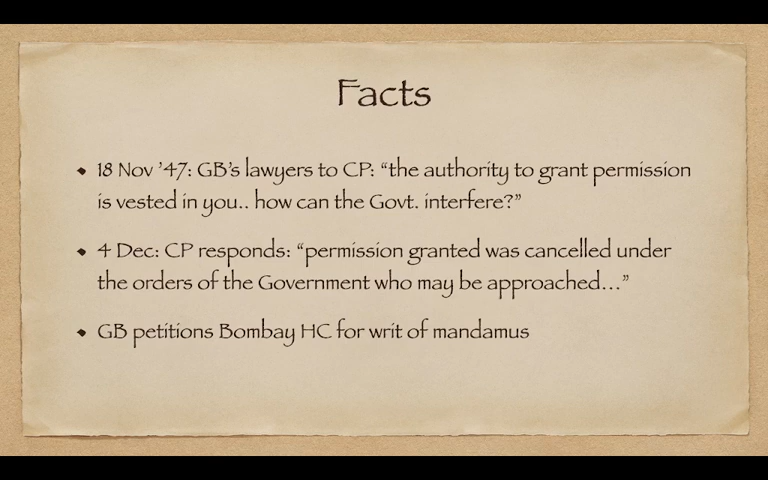 Facts
18 Nov ’47: GB’s lawyers to CP: “the authority to grant permission
is vested in you.. how can the Govt. interfere?”
4 Dec: CP responds: “permission granted was cancelled under
the orders of the Government who may be approached…”
GB petitions Bombay HC for writ of mandamus